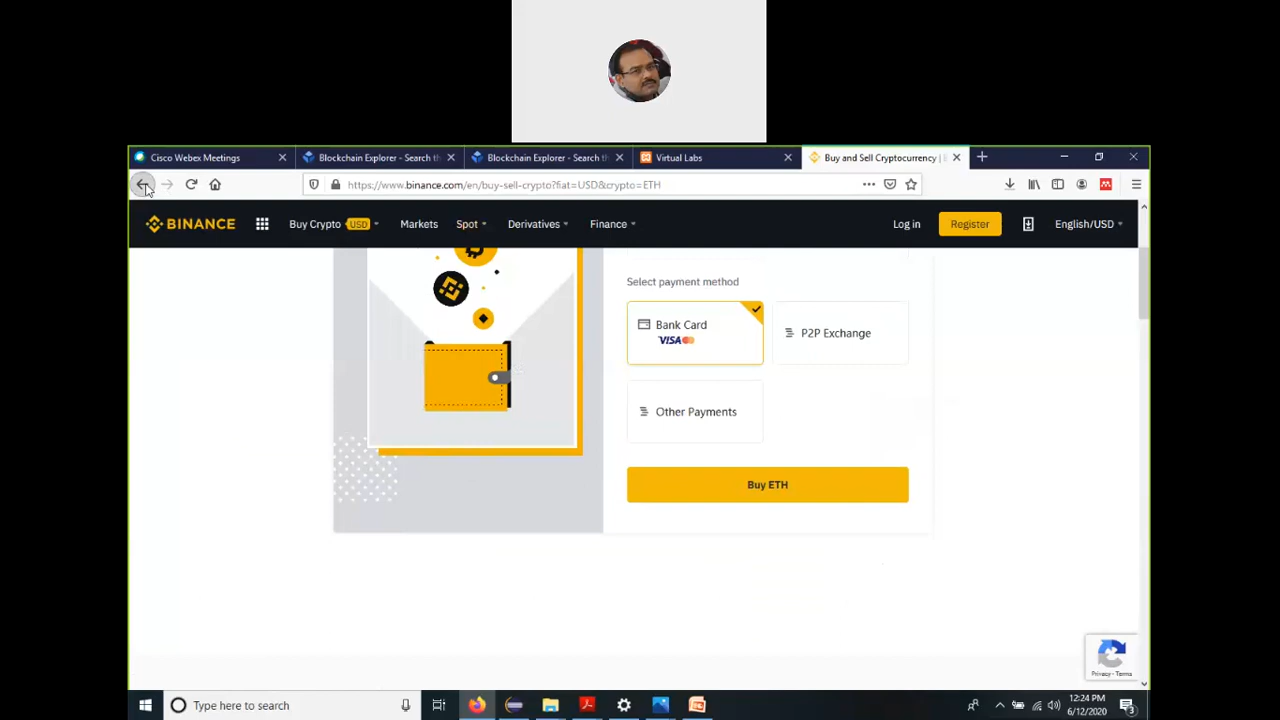 Cisco Webex Meetings
Blockchain Explorer - Search th
Blockchain Explorer - Search th
Virtual Labs
Buy and Sell Cryptocurrency |
https://www.binance.com/en/buy-sell-crypto?fiat=USD&crypto=ETH
BINANCE
Buy Crypto USD
Markets
Spot
Derivatives
Finance
Log in
Register
English/USD
Select payment method
Bank Card
VISA
P2P Exchange
Other Payments
Buy ETH
Privacy - Terms
Type here to search
12:24 PM
6/12/2020
3